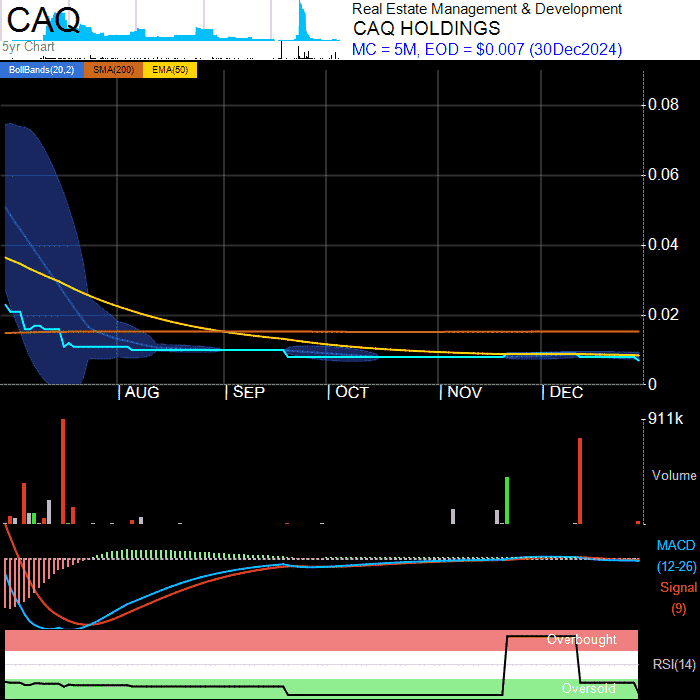 CAQ
5yr Chart
Real Estate Management & Development
CAQ HOLDINGS
MC = 5M, EOD = $0.007 (30Dec2024)
BollBands(20,2) SMA(200) EMA(50)
0.08
0.06
0.04
0.02
0
AUG SEP OCT NOV DEC
911k
Volume
MACD
(12-26)
Signal
(9)
Overbought
RSI(14)
Oversold